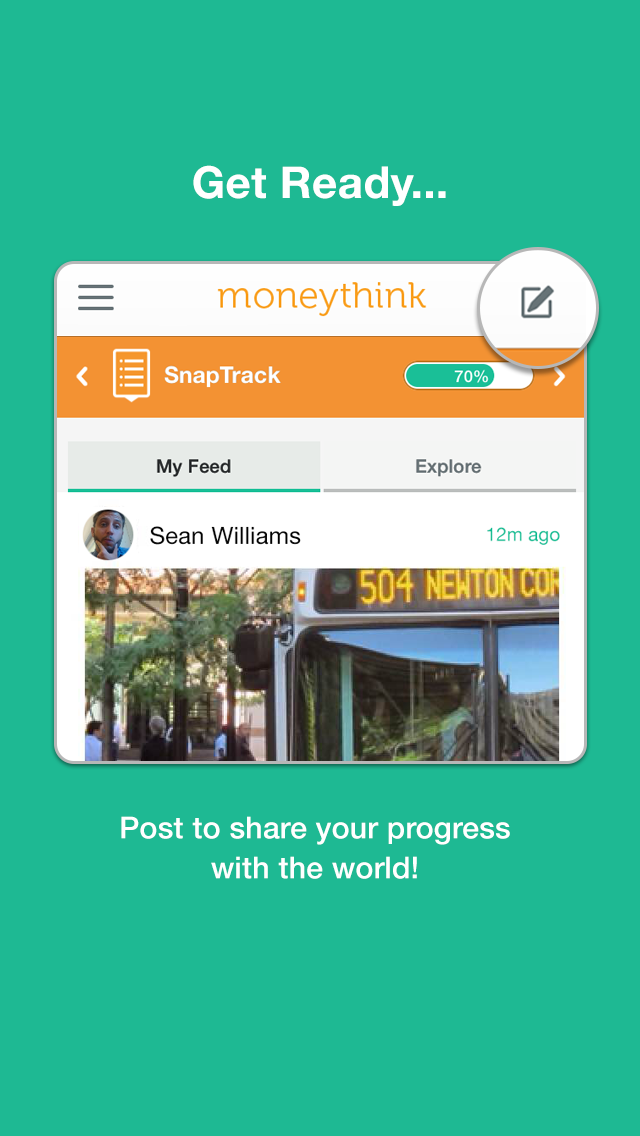 Get Ready...
moneythink
SnapTrack
70%
My Feed
Explore
Sean Williams
12m ago
504 NEWTON COR
Post to share your progress
with the world!